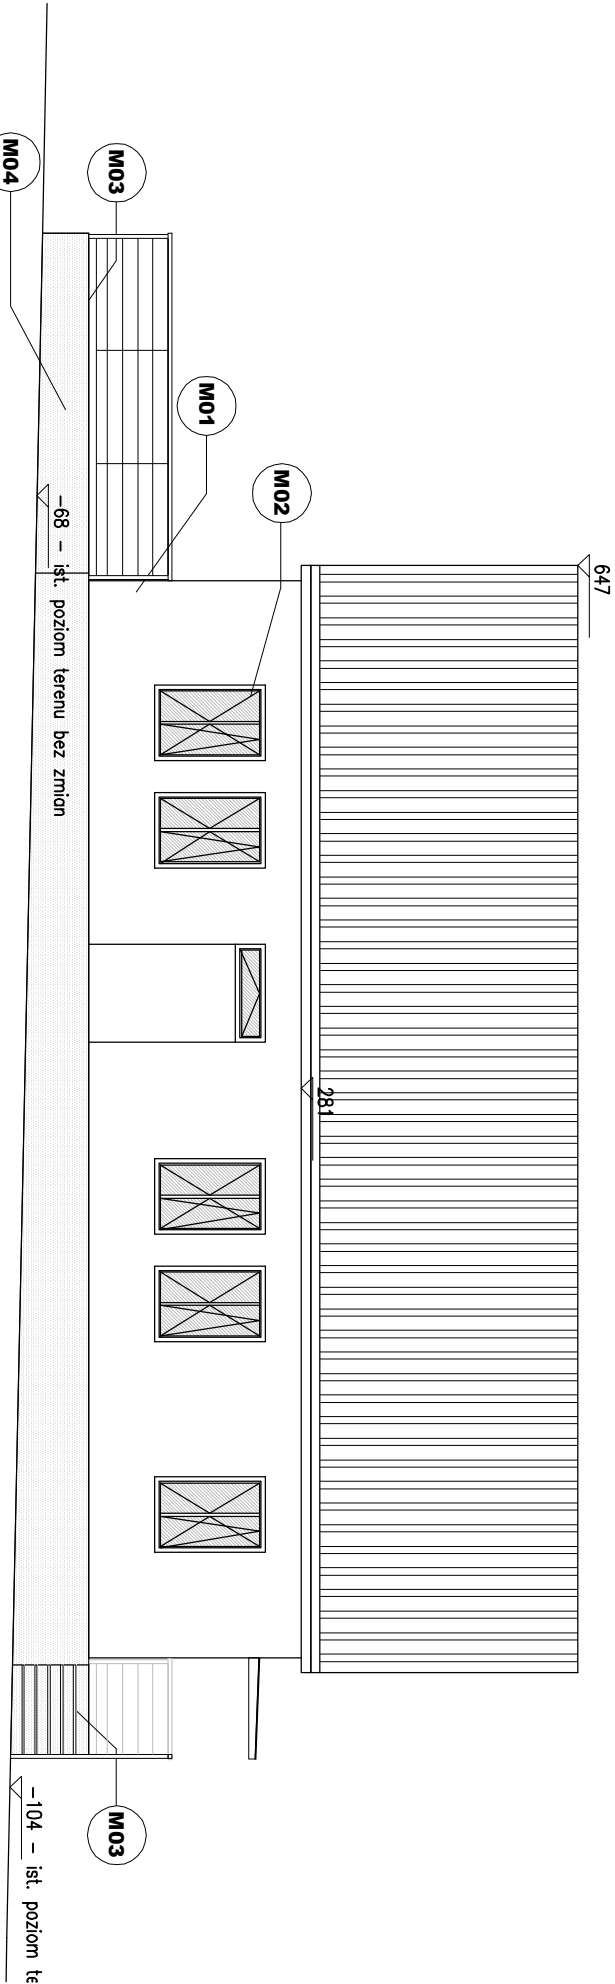 647
M02
281
M01
M03
M04
-68 - ist. poziom terenu bez zmian
M03
-104 - ist. poziom te